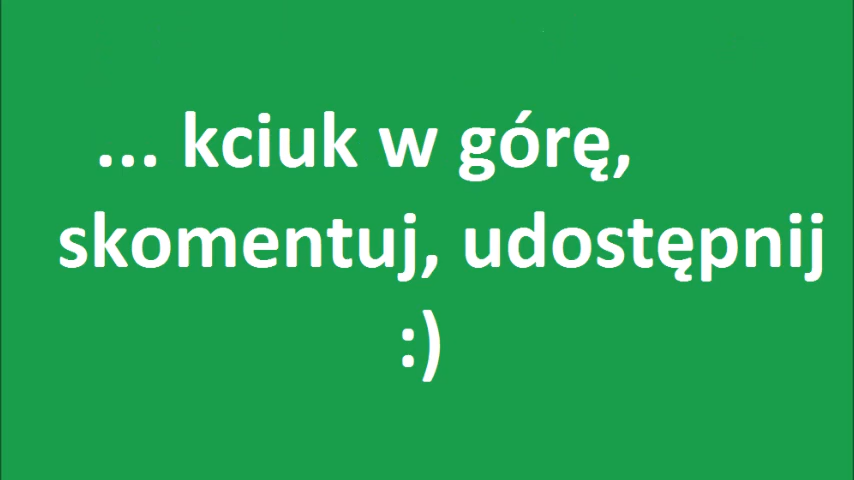 ... kciuk w górę,
skomentuj, udostępnij
:)